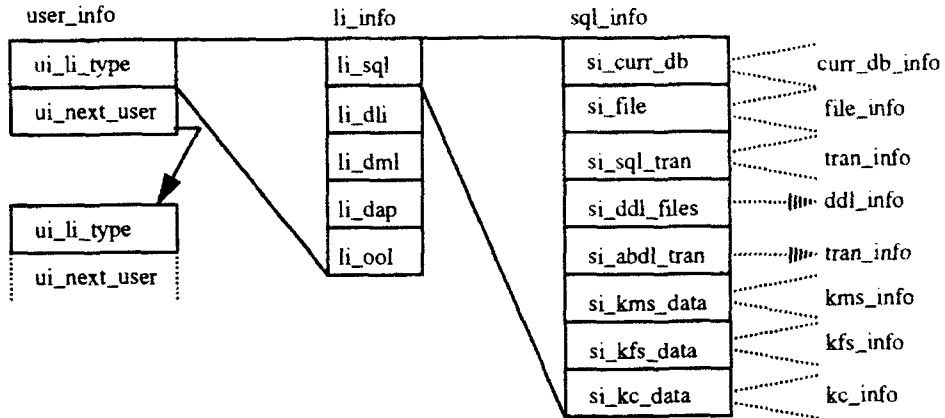 user_info li_info sql_info
ui_li_type li_sql si_curr_db curr_db_info
ui_next_user li_dli si_file file_info
li_dml si_sql_tran tran_info
ui_li_type li_dap si_ddl_files ddl_info
ui_next_user li_ool si_abdl_tran tran_info
si_kms_data kms_info
si_kfs_data kfs_info
si_kc_data kc_info